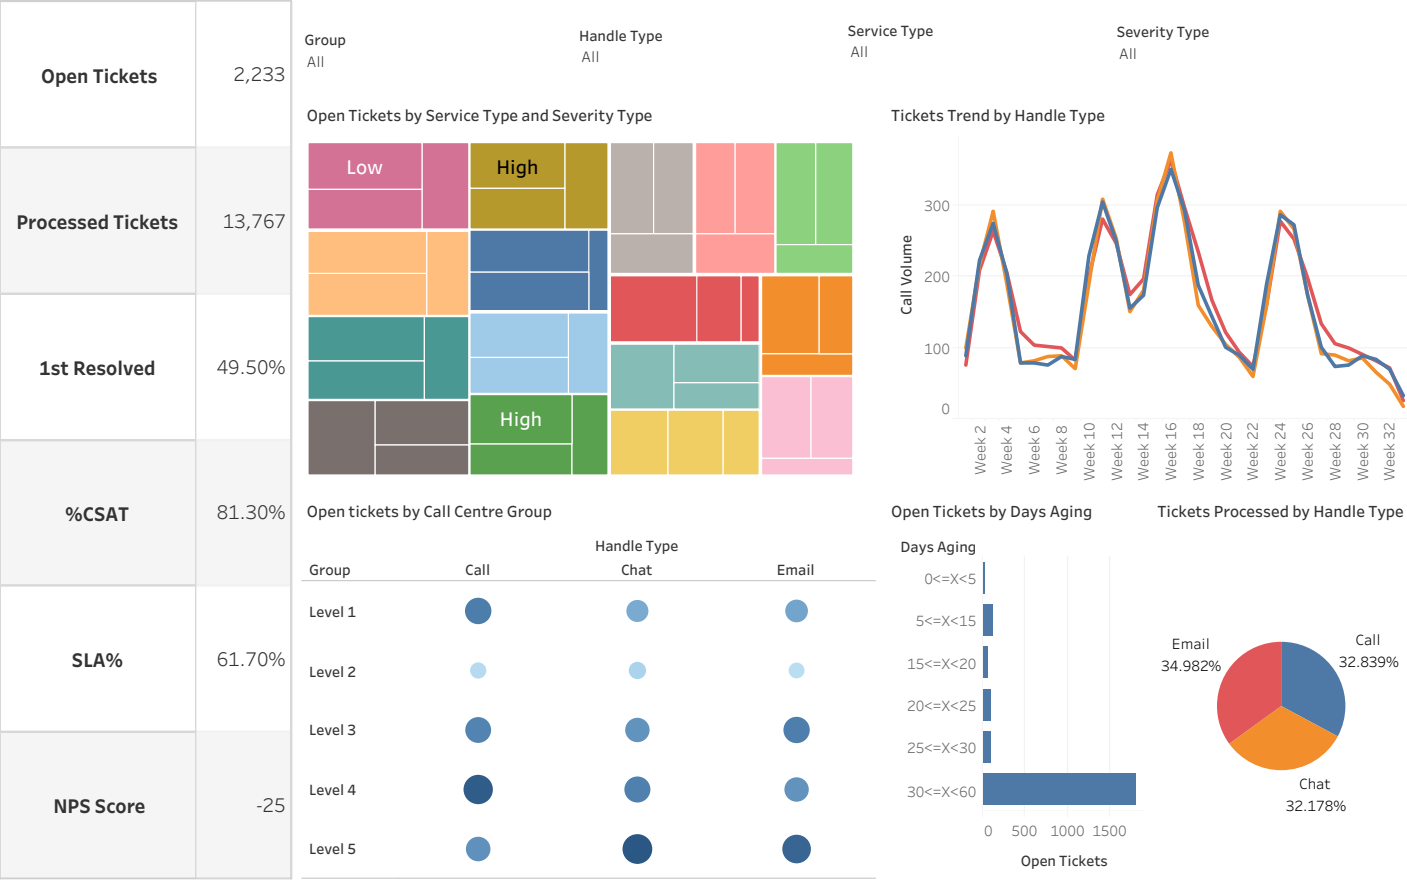 Open Tickets 2,233
Processed Tickets 13,767
1st Resolved 49.50%
%CSAT 81.30%
SLA% 61.70%
NPS Score -25
Group
All
Handle Type
All
Service Type
All
Severity Type
All
Open Tickets by Service Type and Severity Type
Low
High
High
Tickets Trend by Handle Type
Call Volume
300
200
100
0
Week 2
Week 4
Week 6
Week 8
Week 10
Week 12
Week 14
Week 16
Week 18
Week 20
Week 22
Week 24
Week 26
Week 28
Week 30
Week 32
Open tickets by Call Centre Group
Handle Type
Group Call Chat Email
Level 1
Level 2
Level 3
Level 4
Level 5
Open Tickets by Days Aging
Days Aging
0<=X<5
5<=X<15
15<=X<20
20<=X<25
25<=X<30
30<=X<60
0 500 1000 1500
Open Tickets
Tickets Processed by Handle Type
Email
34.982%
Call
32.839%
Chat
32.178%